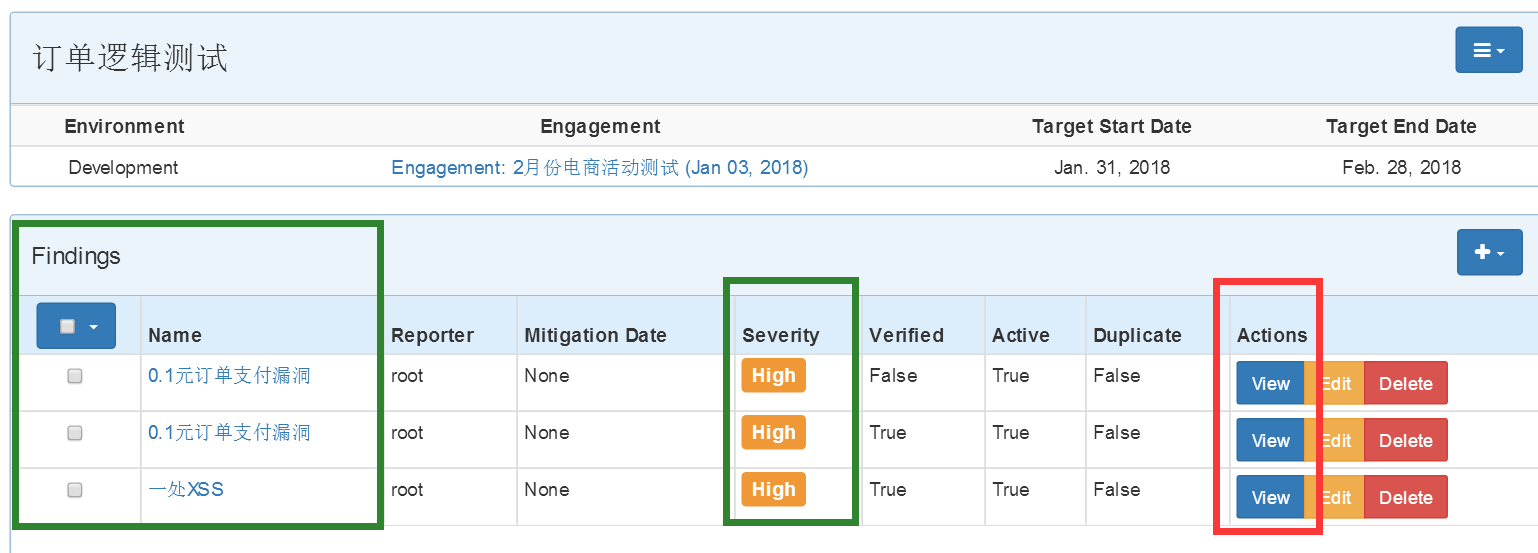 订单逻辑测试
Environment Engagement Target Start Date Target End Date
Development Engagement: 2月份电商活动测试 (Jan 03, 2018) Jan. 31, 2018 Feb. 28, 2018
Findings
Name Reporter Mitigation Date Severity Verified Active Duplicate Actions
0.1元订单支付漏洞 root None High False True False View Edit Delete
0.1元订单支付漏洞 root None High True True False View Edit Delete
一处XSS root None High True True False View Edit Delete